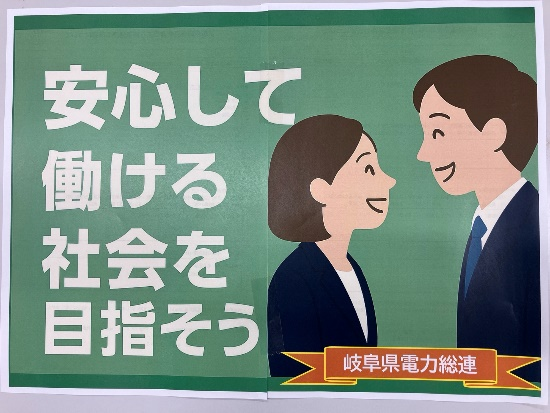 安心して
働ける
社会を
目指そう
岐阜県電力総連